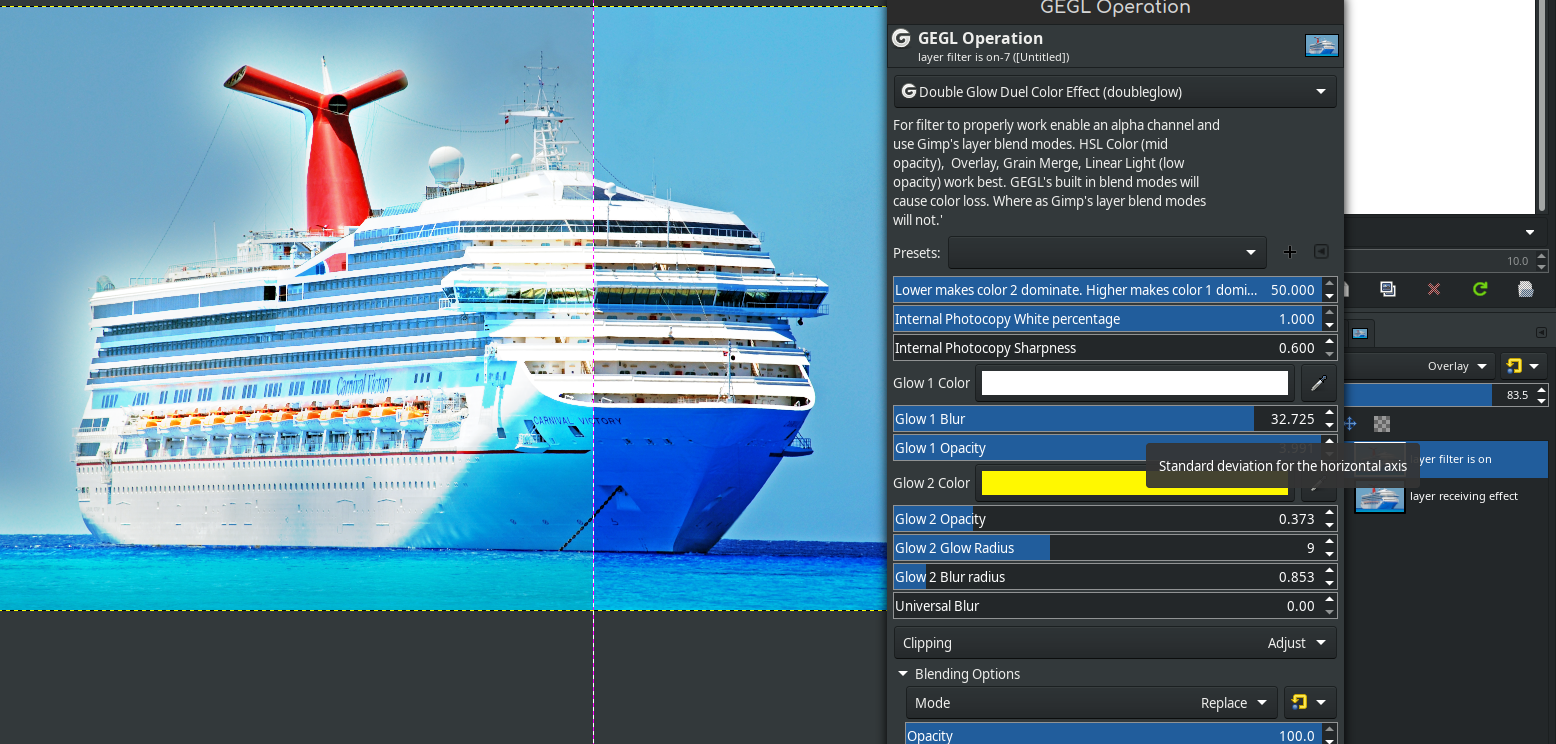 GEGL Operation
GEGL Operation
layer filter is on-7 ([Untitled])
Double Glow Duel Color Effect (doubleglow)
For filter to properly work enable an alpha channel and
use Gimp's layer blend modes. HSL Color (mid
opacity),  Overlay, Grain Merge, Linear Light (low
opacity) work best. GEGL's built in blend modes will
cause color loss. Where as Gimp's layer blend modes
will not.'
Presets:
Lower makes color 2 dominate. Higher makes color 1 domi... 50.000
Internal Photocopy White percentage 1.000
Internal Photocopy Sharpness 0.600
Glow 1 Color
Glow 1 Blur 32.725
Glow 1 Opacity
Standard deviation for the horizontal axis
Glow 2 Color
Glow 2 Opacity 0.373
Glow 2 Glow Radius 9
Glow 2 Blur radius 0.853
Universal Blur 0.00
Clipping Adjust
Blending Options
Mode Replace
Opacity 100.0
10.0
Overlay
83.5
filter is on
layer receiving effect
Carnival Victory
CARNIVAL VICTORY